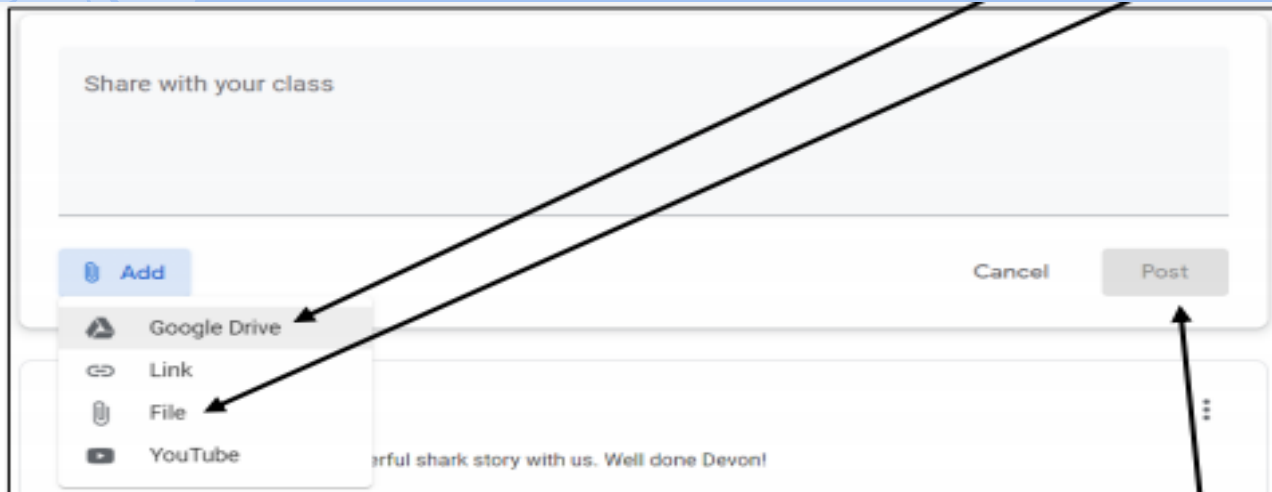 Share with your class
Add
Cancel
Post
Google Drive
Link
File
YouTube
shark story with us. Well done Devon!